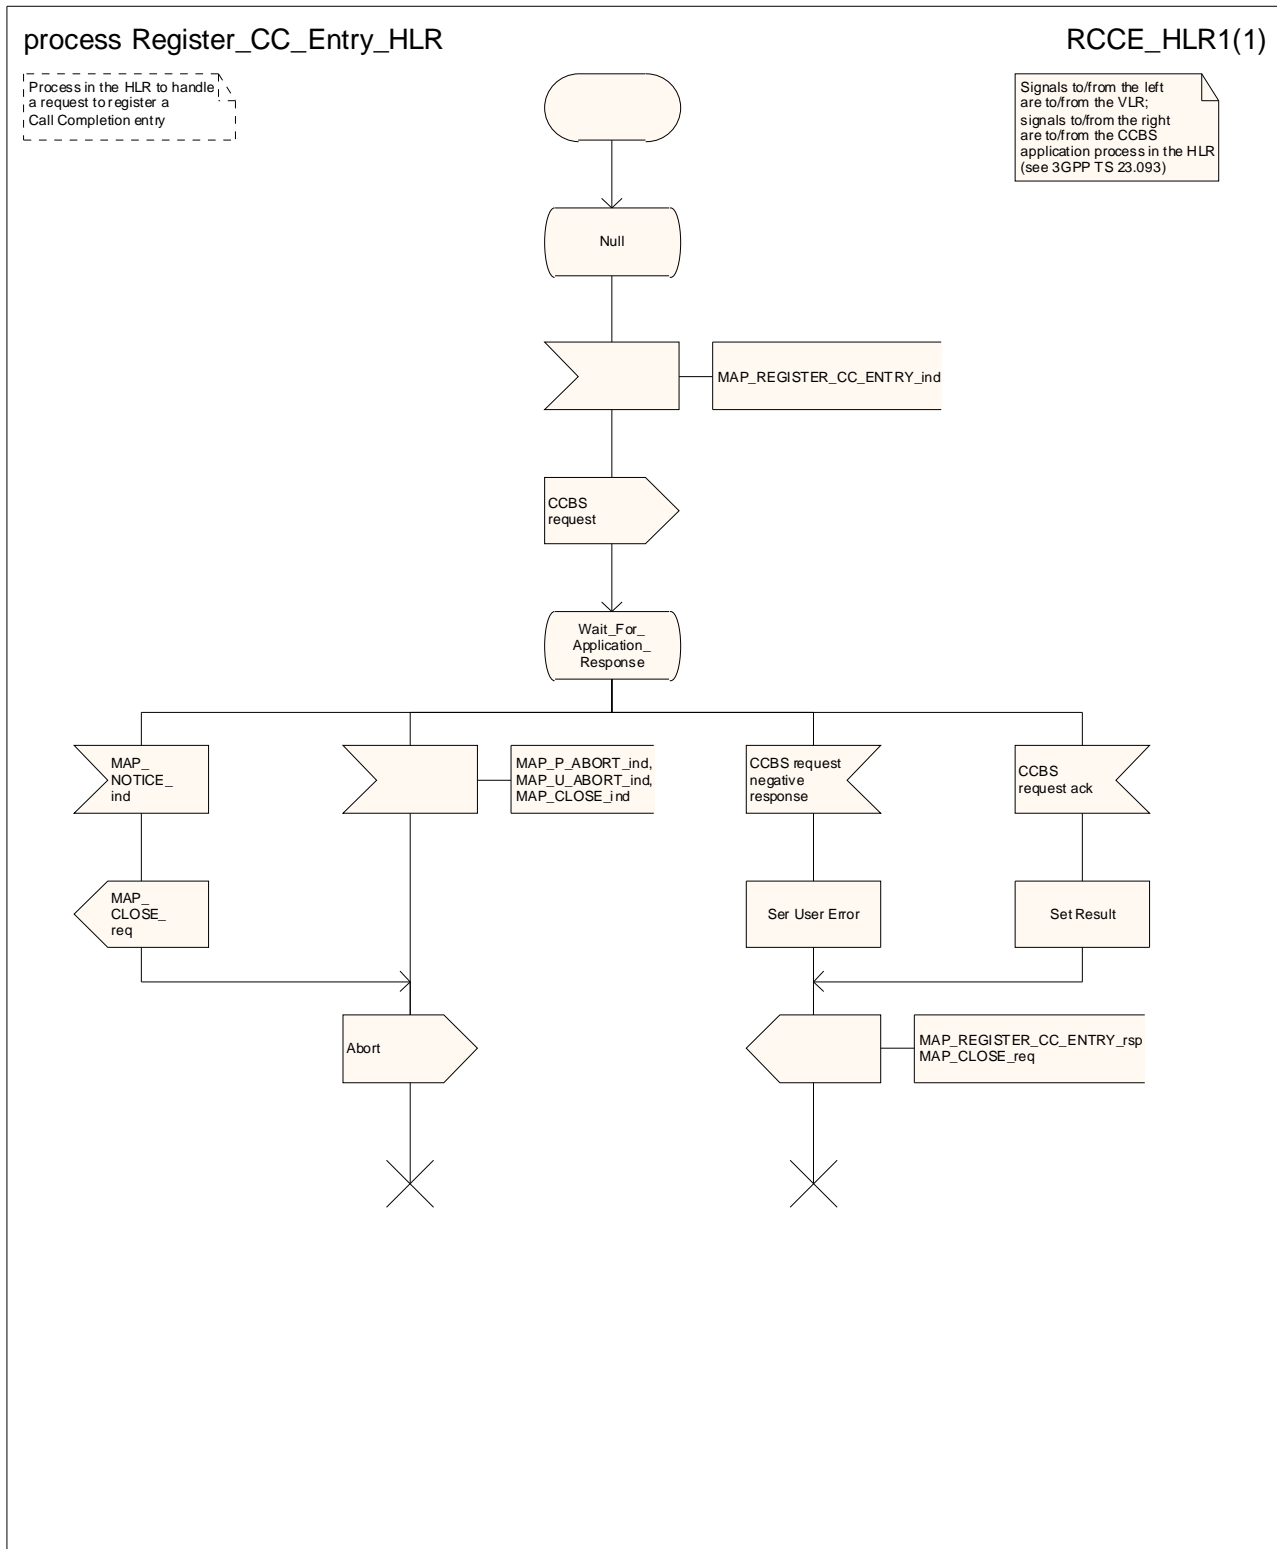 process Register_CC_Entry_HLR
RCCE_HLR1(1)
Process in the HLR to handle
a request to register a
Call Completion entry
Signals to/from the left
are to/from the VLR;
signals to/from the right
are to/from the CCBS
application process in the HLR
(see 3GPP TS 23.093)
Null
MAP_REGISTER_CC_ENTRY_ind
CCBS
request
Wait_For_
Application_
Response
MAP_
NOTICE_
ind
MAP_P_ABORT_ind,
MAP_U_ABORT_ind,
MAP_CLOSE_ind
CCBS request
negative
response
CCBS
request ack
MAP_
CLOSE_
req
Ser User Error
Set Result
Abort
MAP_REGISTER_CC_ENTRY_rsp
MAP_CLOSE_req